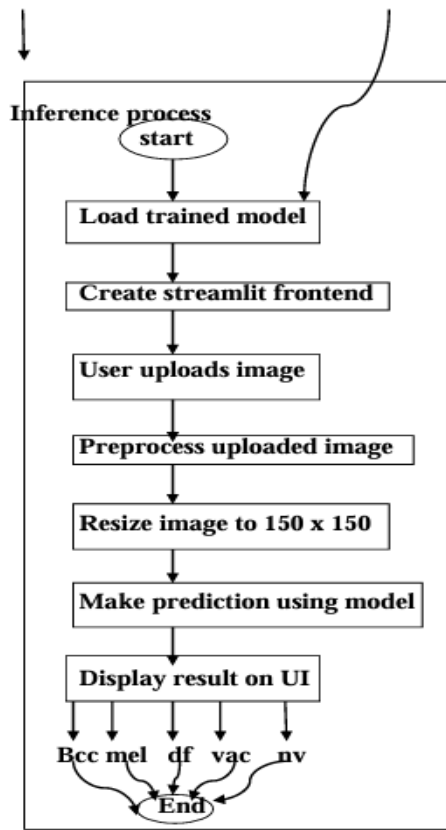 Inference process
start
Load trained model
Create streamlit frontend
User uploads image
Preprocess uploaded image
Resize image to 150 x 150
Make prediction using model
Display result on UI
Bcc mel df vac nv
End